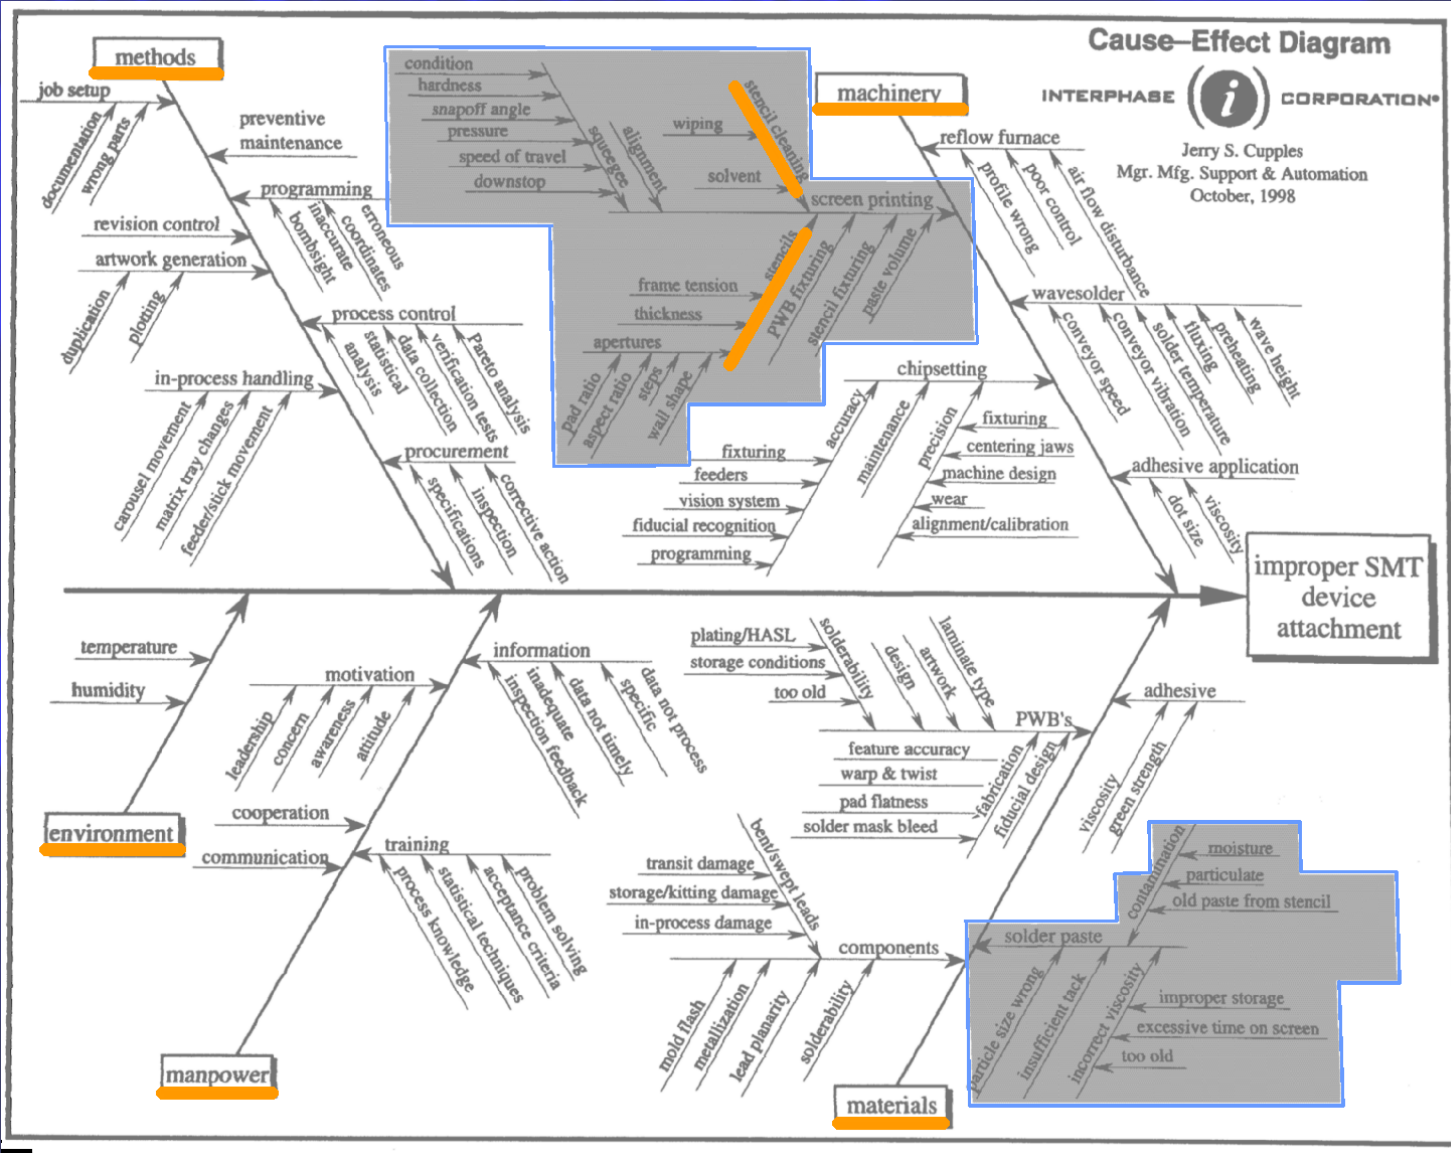 Cause–Effect Diagram
INTERPHASE i CORPORATION
Jerry S. Cupples
Mgr. Mfg. Support & Automation
October, 1998
methods
job setup
documentation
wrong parts
preventive
maintenance
programming
bombsight
inaccurate
coordinates
erroneous
revision control
artwork generation
duplication
plotting
process control
statistical
analysis
data collection
verification tests
Pareto analysis
in-process handling
carousel movement
matrix tray changes
feeder/stick movement
procurement
specifications
inspection
corrective action
machinery
screen printing
condition
hardness
snapoff angle
pressure
speed of travel
downstop
squeegee
alignment
wiping
solvent
stencil cleaning
stencils
frame tension
thickness
apertures
pad ratio
aspect ratio
steps
wall shape
PWB fixturing
stencil fixturing
paste volume
reflow furnace
profile wrong
poor control
air flow disturbance
wavesolder
conveyor speed
conveyor vibration
solder temperature
fluxing
preheating
wave height
chipsetting
accuracy
fixturing
feeders
vision system
fiducial recognition
programming
maintenance
precision
fixturing
centering jaws
machine design
wear
alignment/calibration
adhesive application
dot size
viscosity
improper SMT
device
attachment
environment
temperature
humidity
manpower
motivation
leadership
concern
awareness
attitude
information
inadequate
inspection feedback
data not timely
data not process
specific
cooperation
communication
training
process knowledge
statistical techniques
acceptance criteria
problem solving
materials
PWB's
plating/HASL
storage conditions
too old
solderability
design
artwork
laminate type
feature accuracy
warp & twist
pad flatness
solder mask bleed
fabrication
fiducial design
adhesive
viscosity
green strength
components
bent/swept leads
transit damage
storage/kitting damage
in-process damage
mold flash
metallization
lead planarity
solderability
solder paste
contamination
moisture
particulate
old paste from stencil
particle size wrong
insufficient tack
incorrect viscosity
improper storage
excessive time on screen
too old